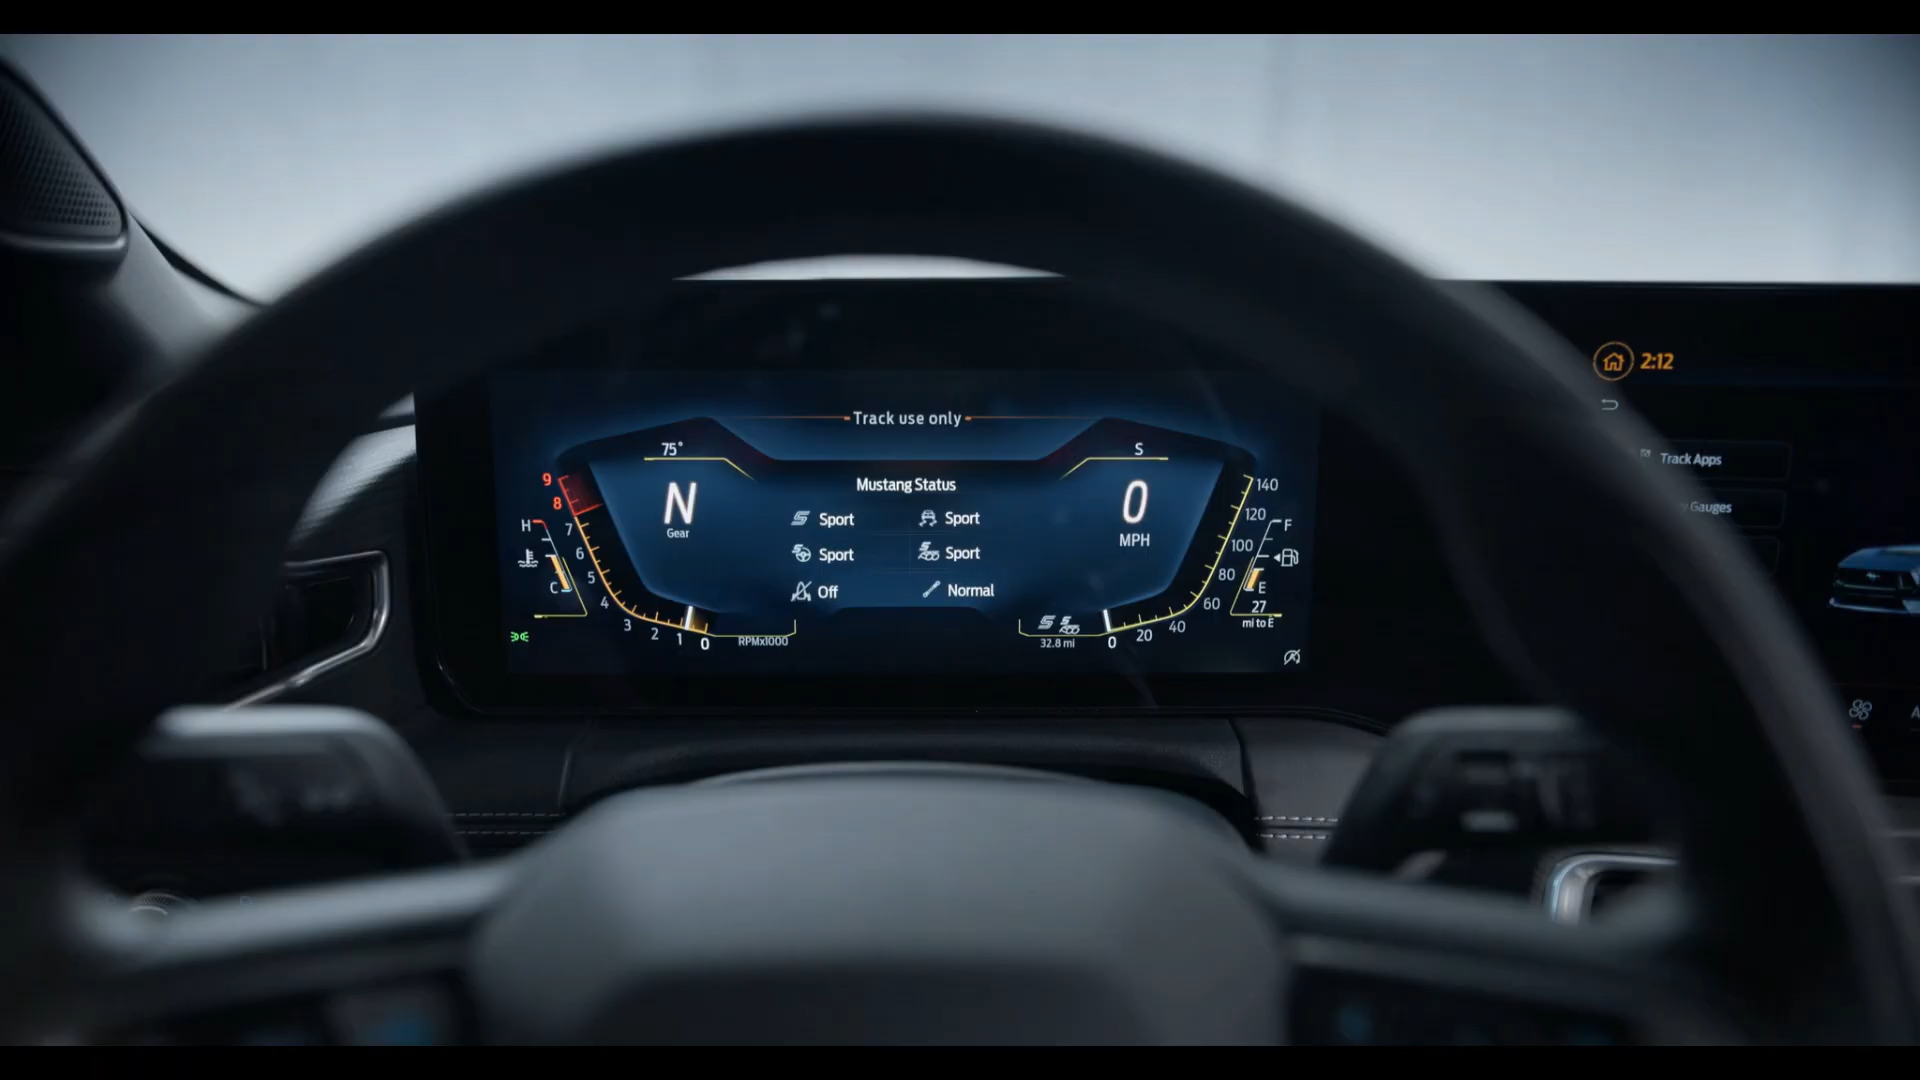 2:12
Track use only
75°
S
Track Apps
Gauges
Mustang Status
N
Gear
0
MPH
Sport
Sport
Sport
Sport
Off
Normal
9
8
7
6
5
4
3
2
1
0
RPMx1000
H
C
140
120
100
80
60
40
20
0
F
E
27
mi to E
32.8 mi